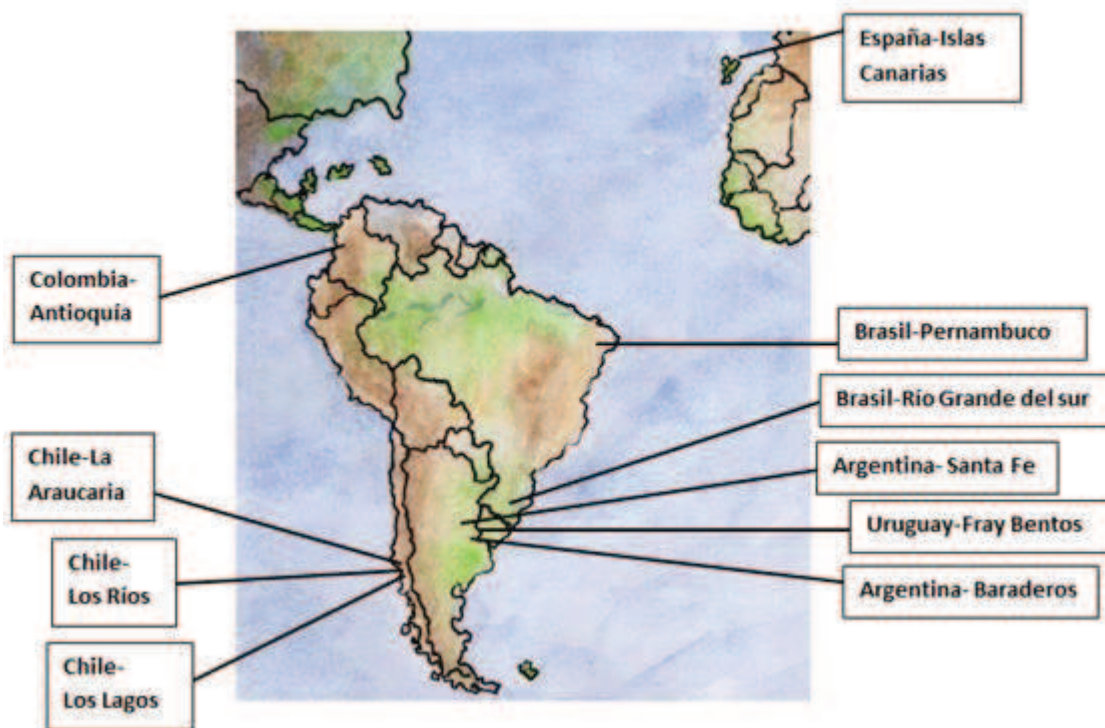 España-Islas
Canarias
Colombia-
Antioquía
Brasil-Pernambuco
Brasil-Río Grande del sur
Chile-La
Araucaria
Argentina- Santa Fe
Uruguay-Fray Bentos
Chile-
Los Ríos
Argentina- Baraderos
Chile-
Los Lagos